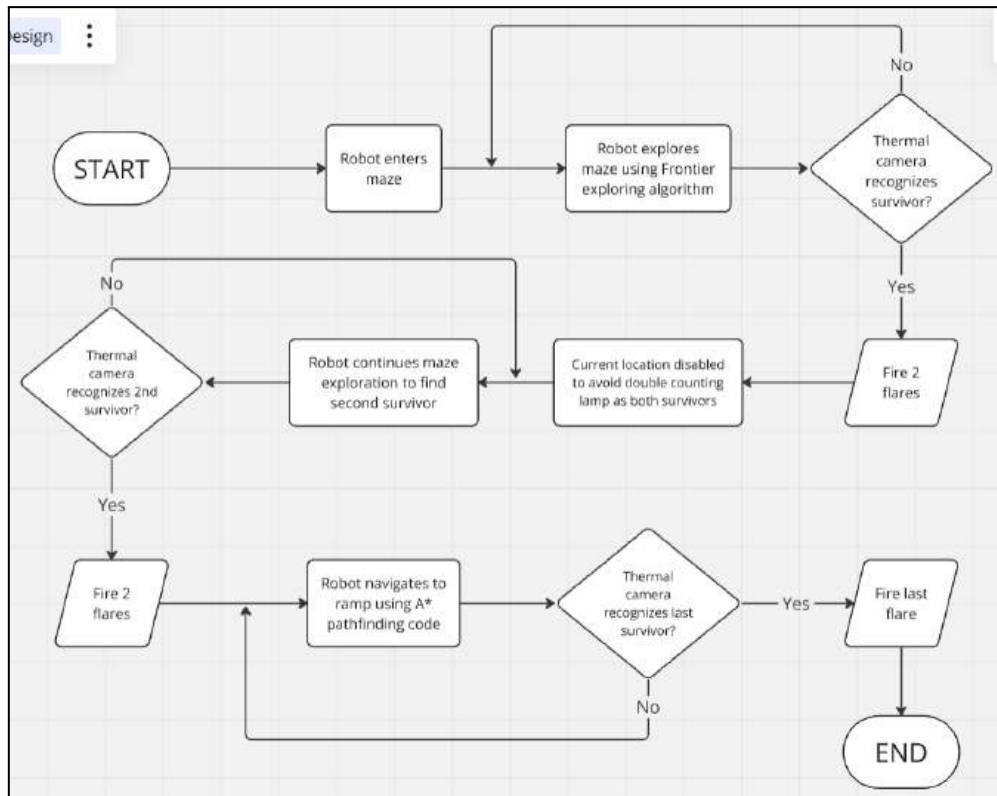 esign
No
START
Robot enters
maze
Robot explores
maze using Frontier
exploring algorithm
Thermal
camera
recognizes
survivor?
Yes
No
Thermal
camera
recognizes 2nd
survivor?
Robot continues maze
exploration to find
second survivor
Current location disabled
to avoid double counting
lamp as both survivors
Fire 2
flares
Yes
Fire 2
flares
Robot navigates to
ramp using A*
pathfinding code
Thermal
camera
recognizes last
survivor?
Yes
Fire last
flare
No
END